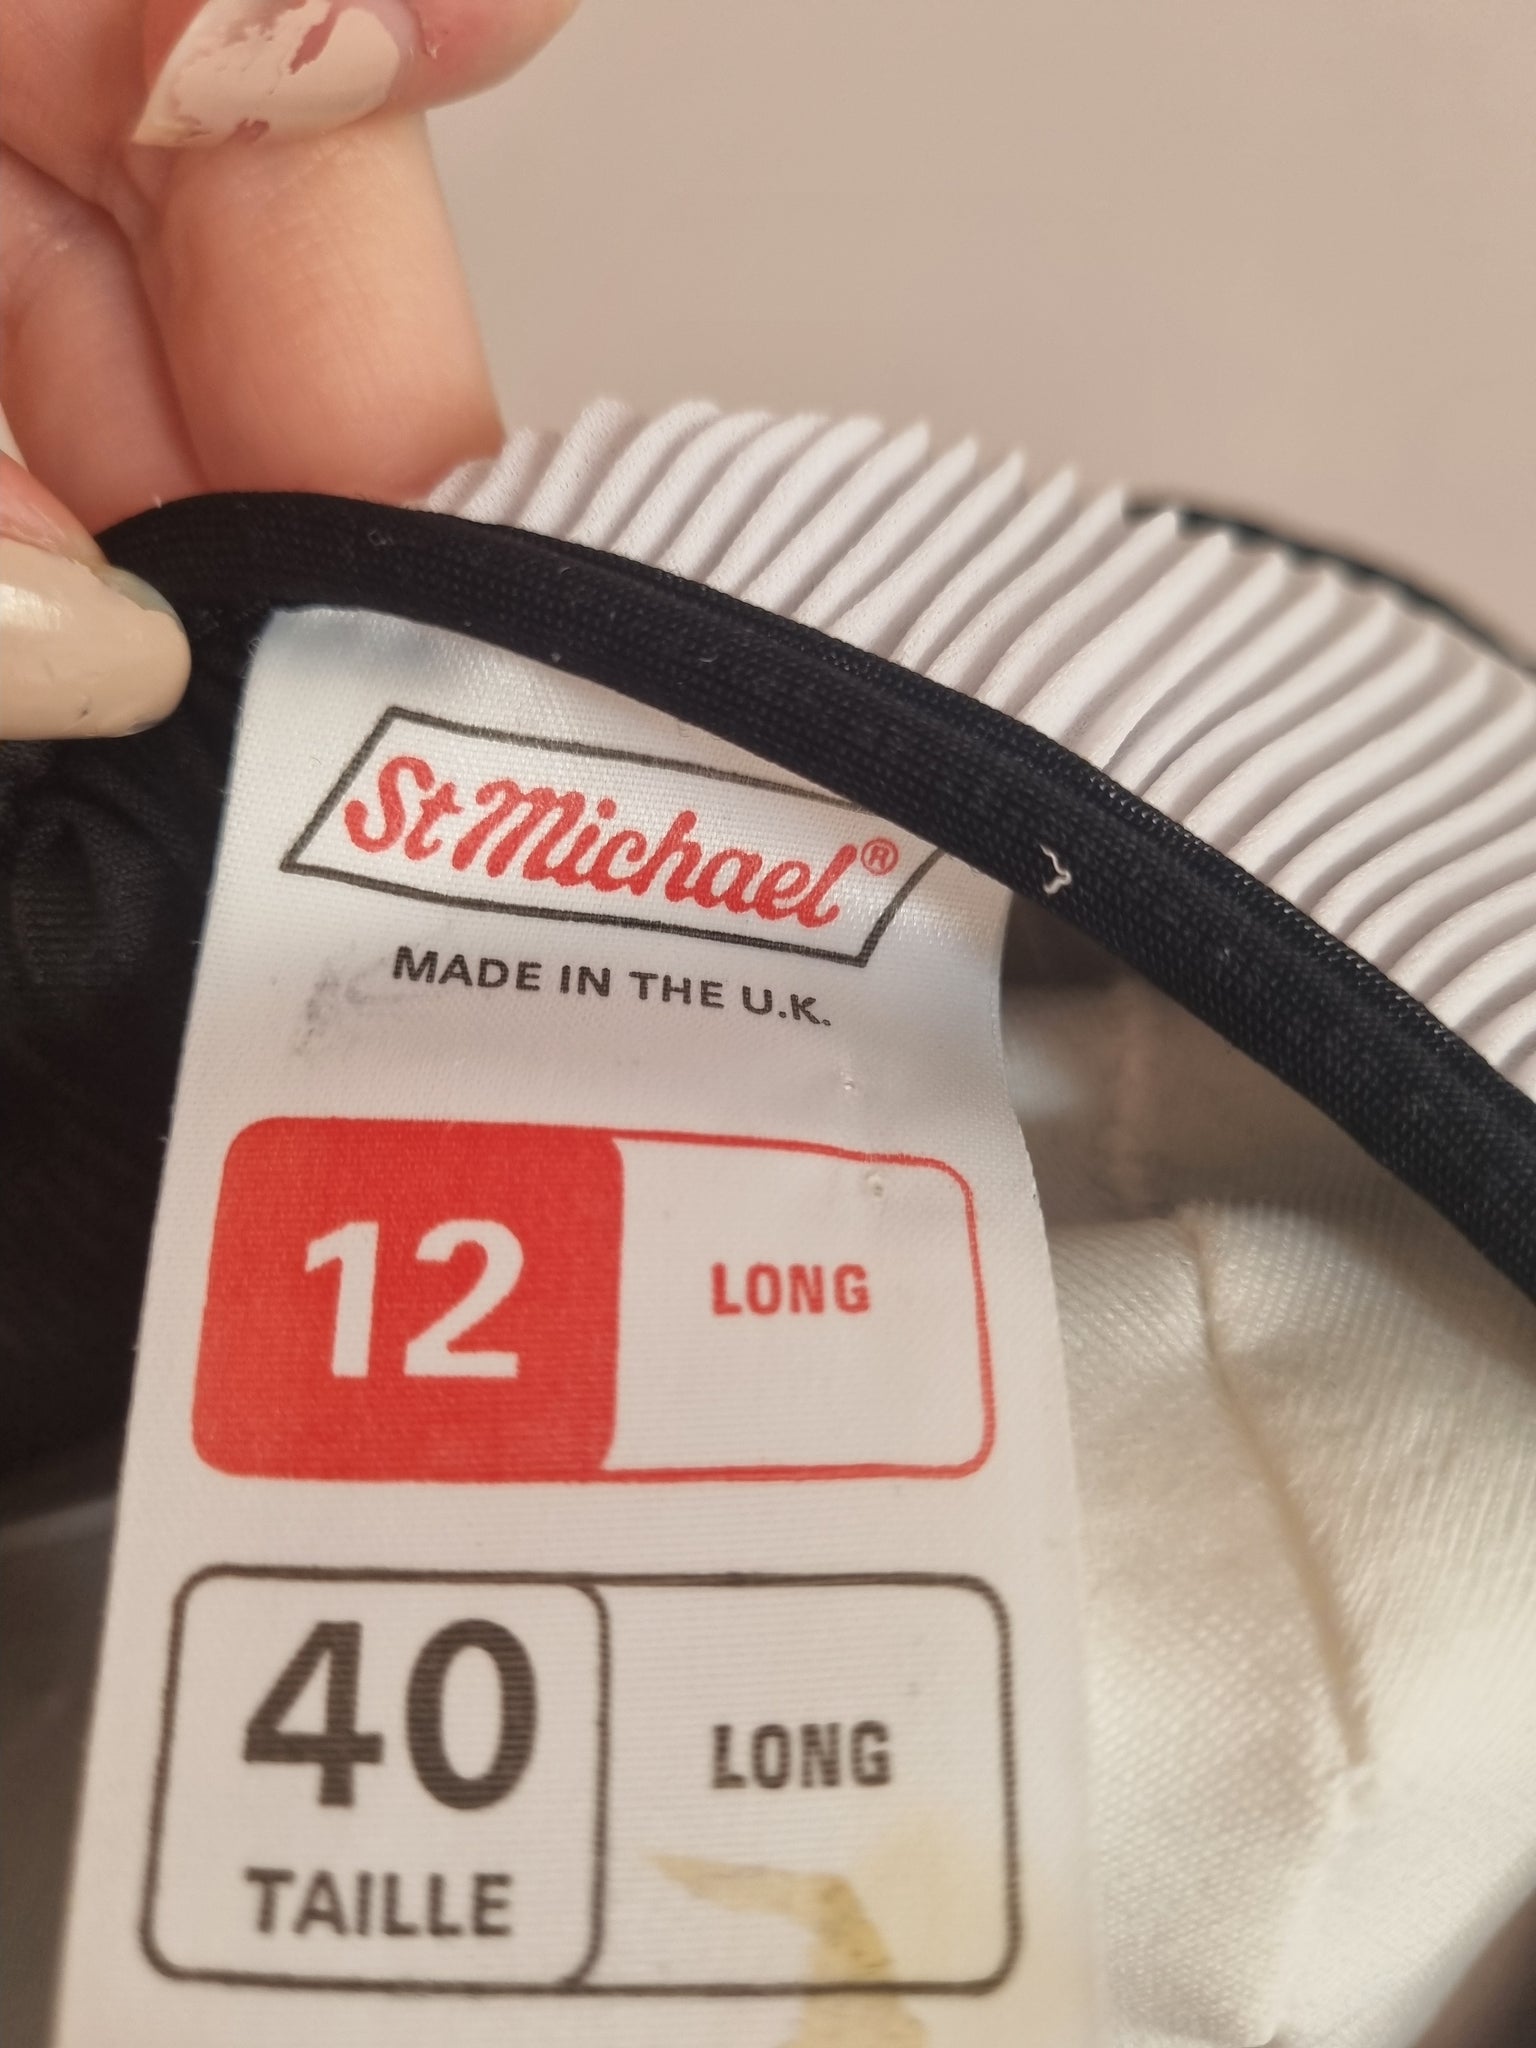 St Michael®
MADE IN THE U.K.
12 LONG
40 LONG
TAILLE